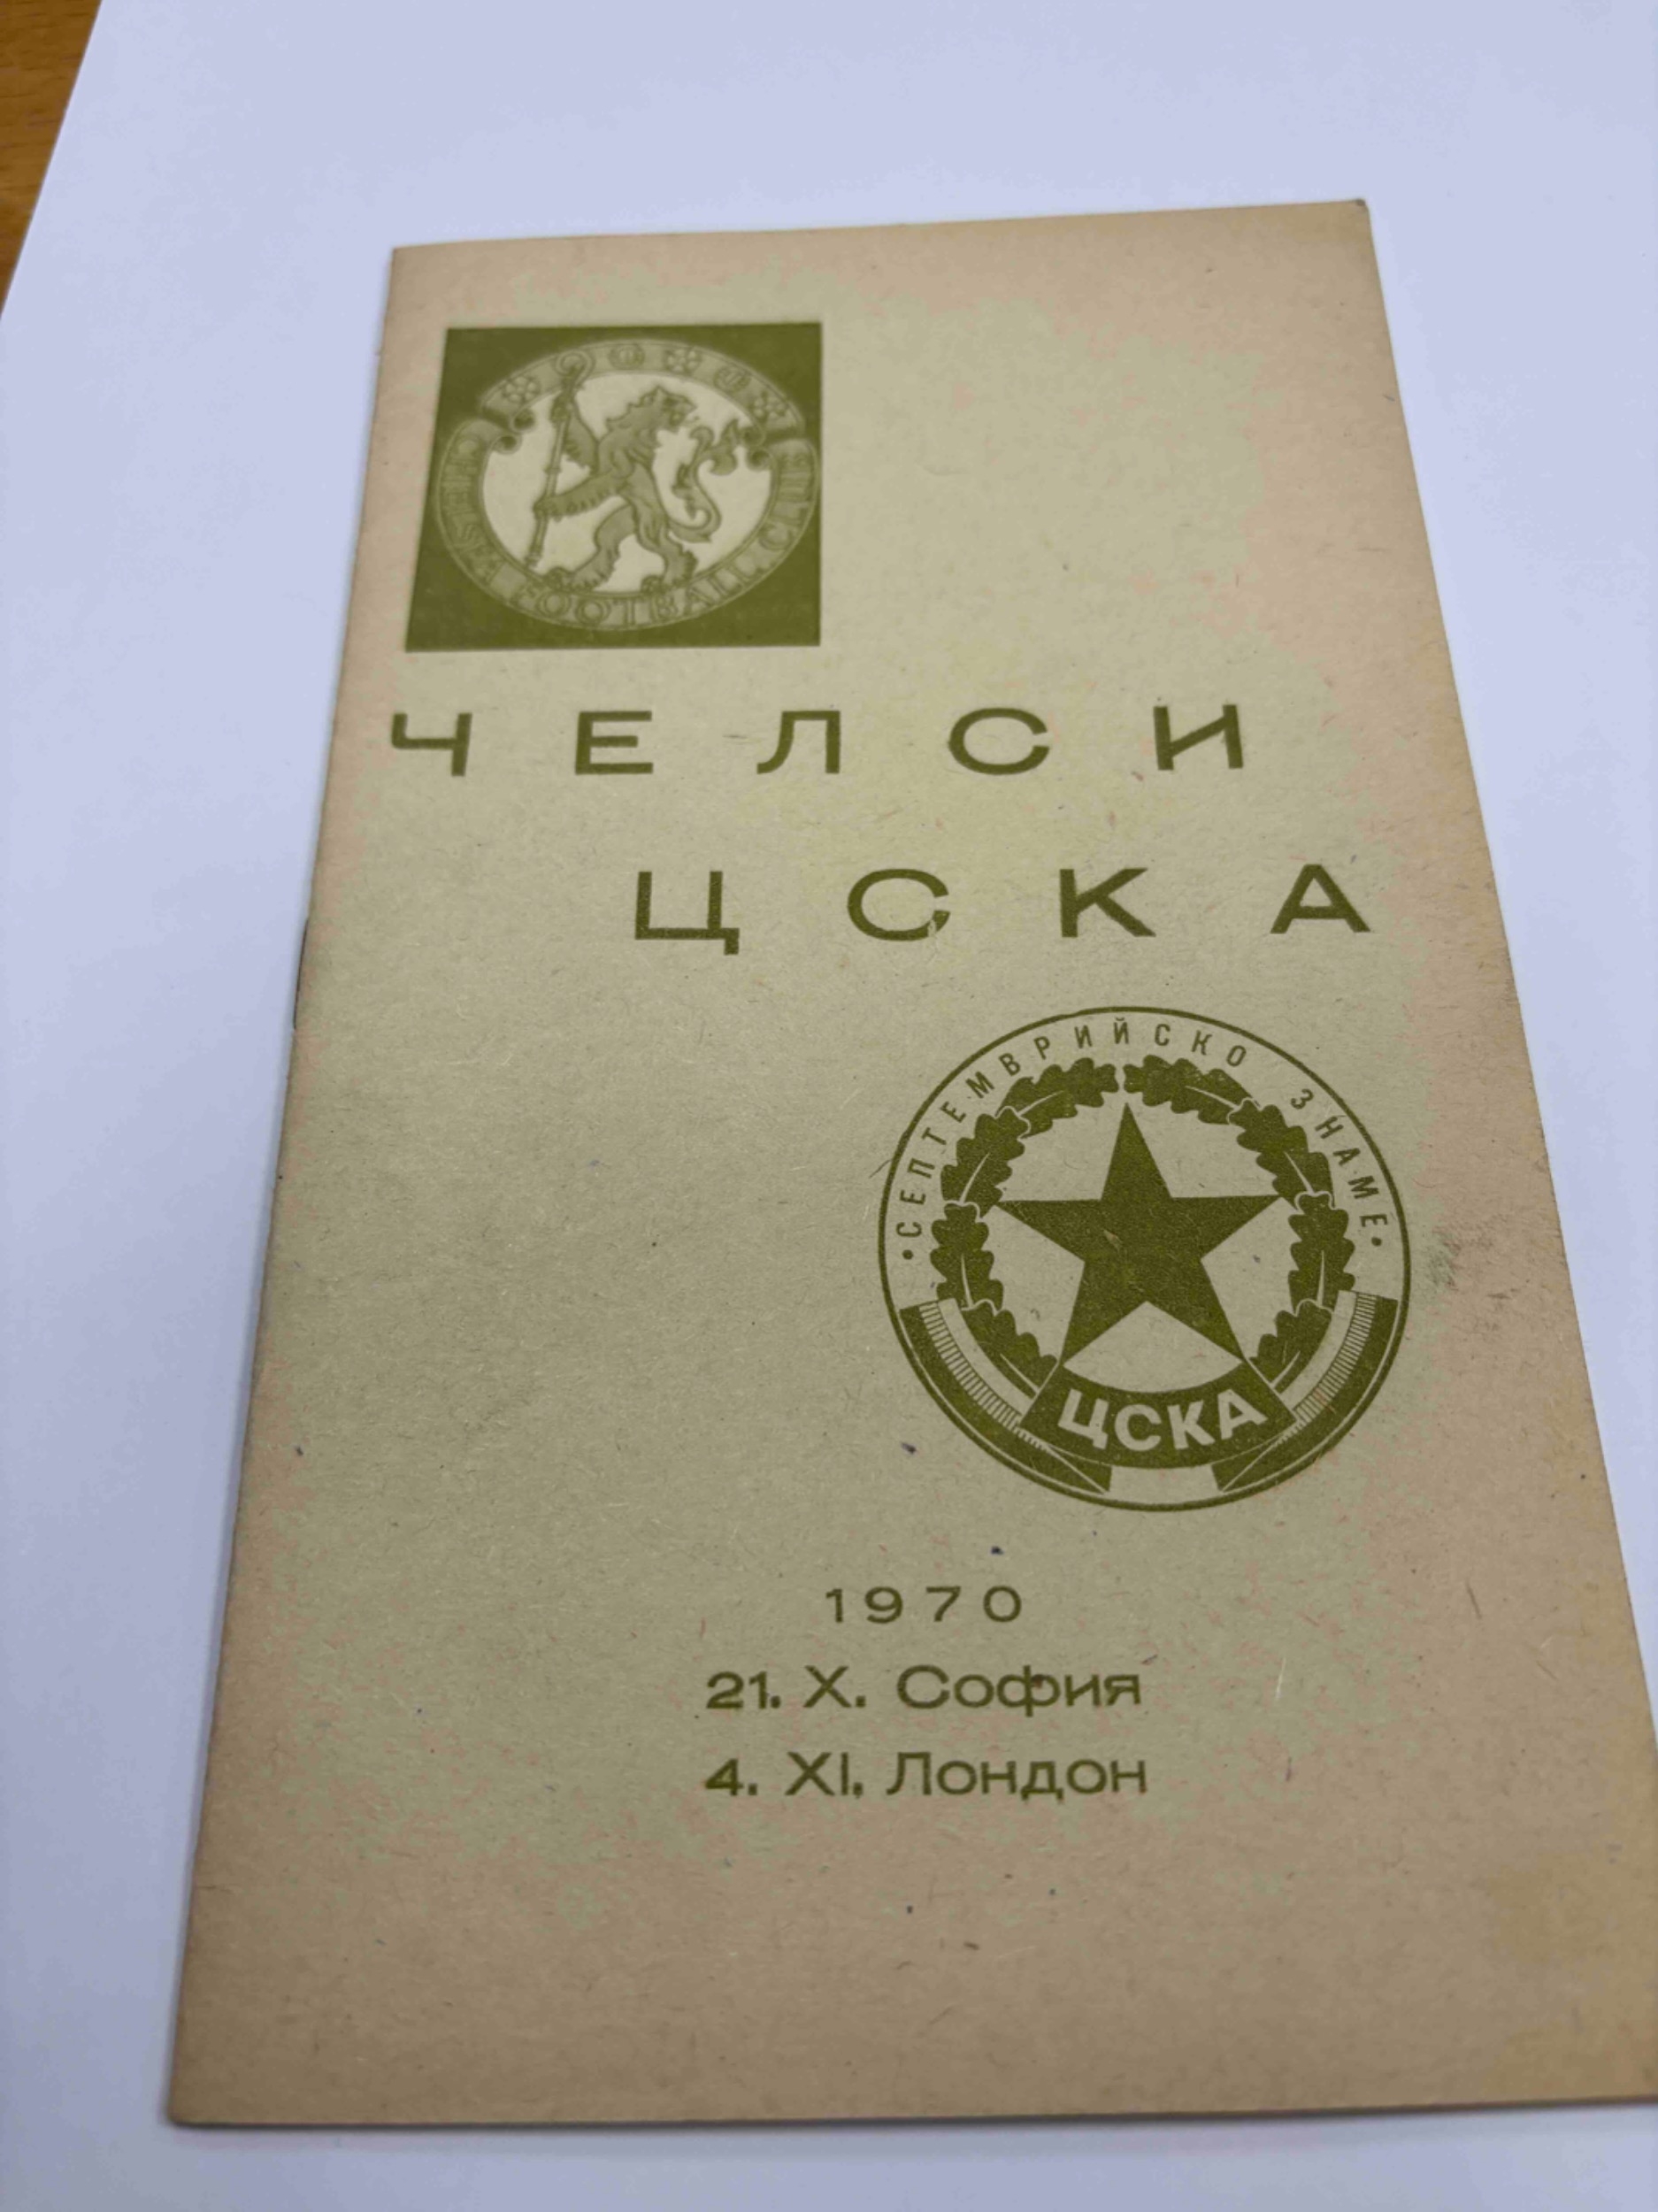 CHELSEA FOOTBALL CLUB
ЧЕЛСИ
ЦСКА
•СЕПТЕМВРИЙСКО ЗНАМЕ•
ЦСКА
1970
21. X. София
4. XI. Лондон